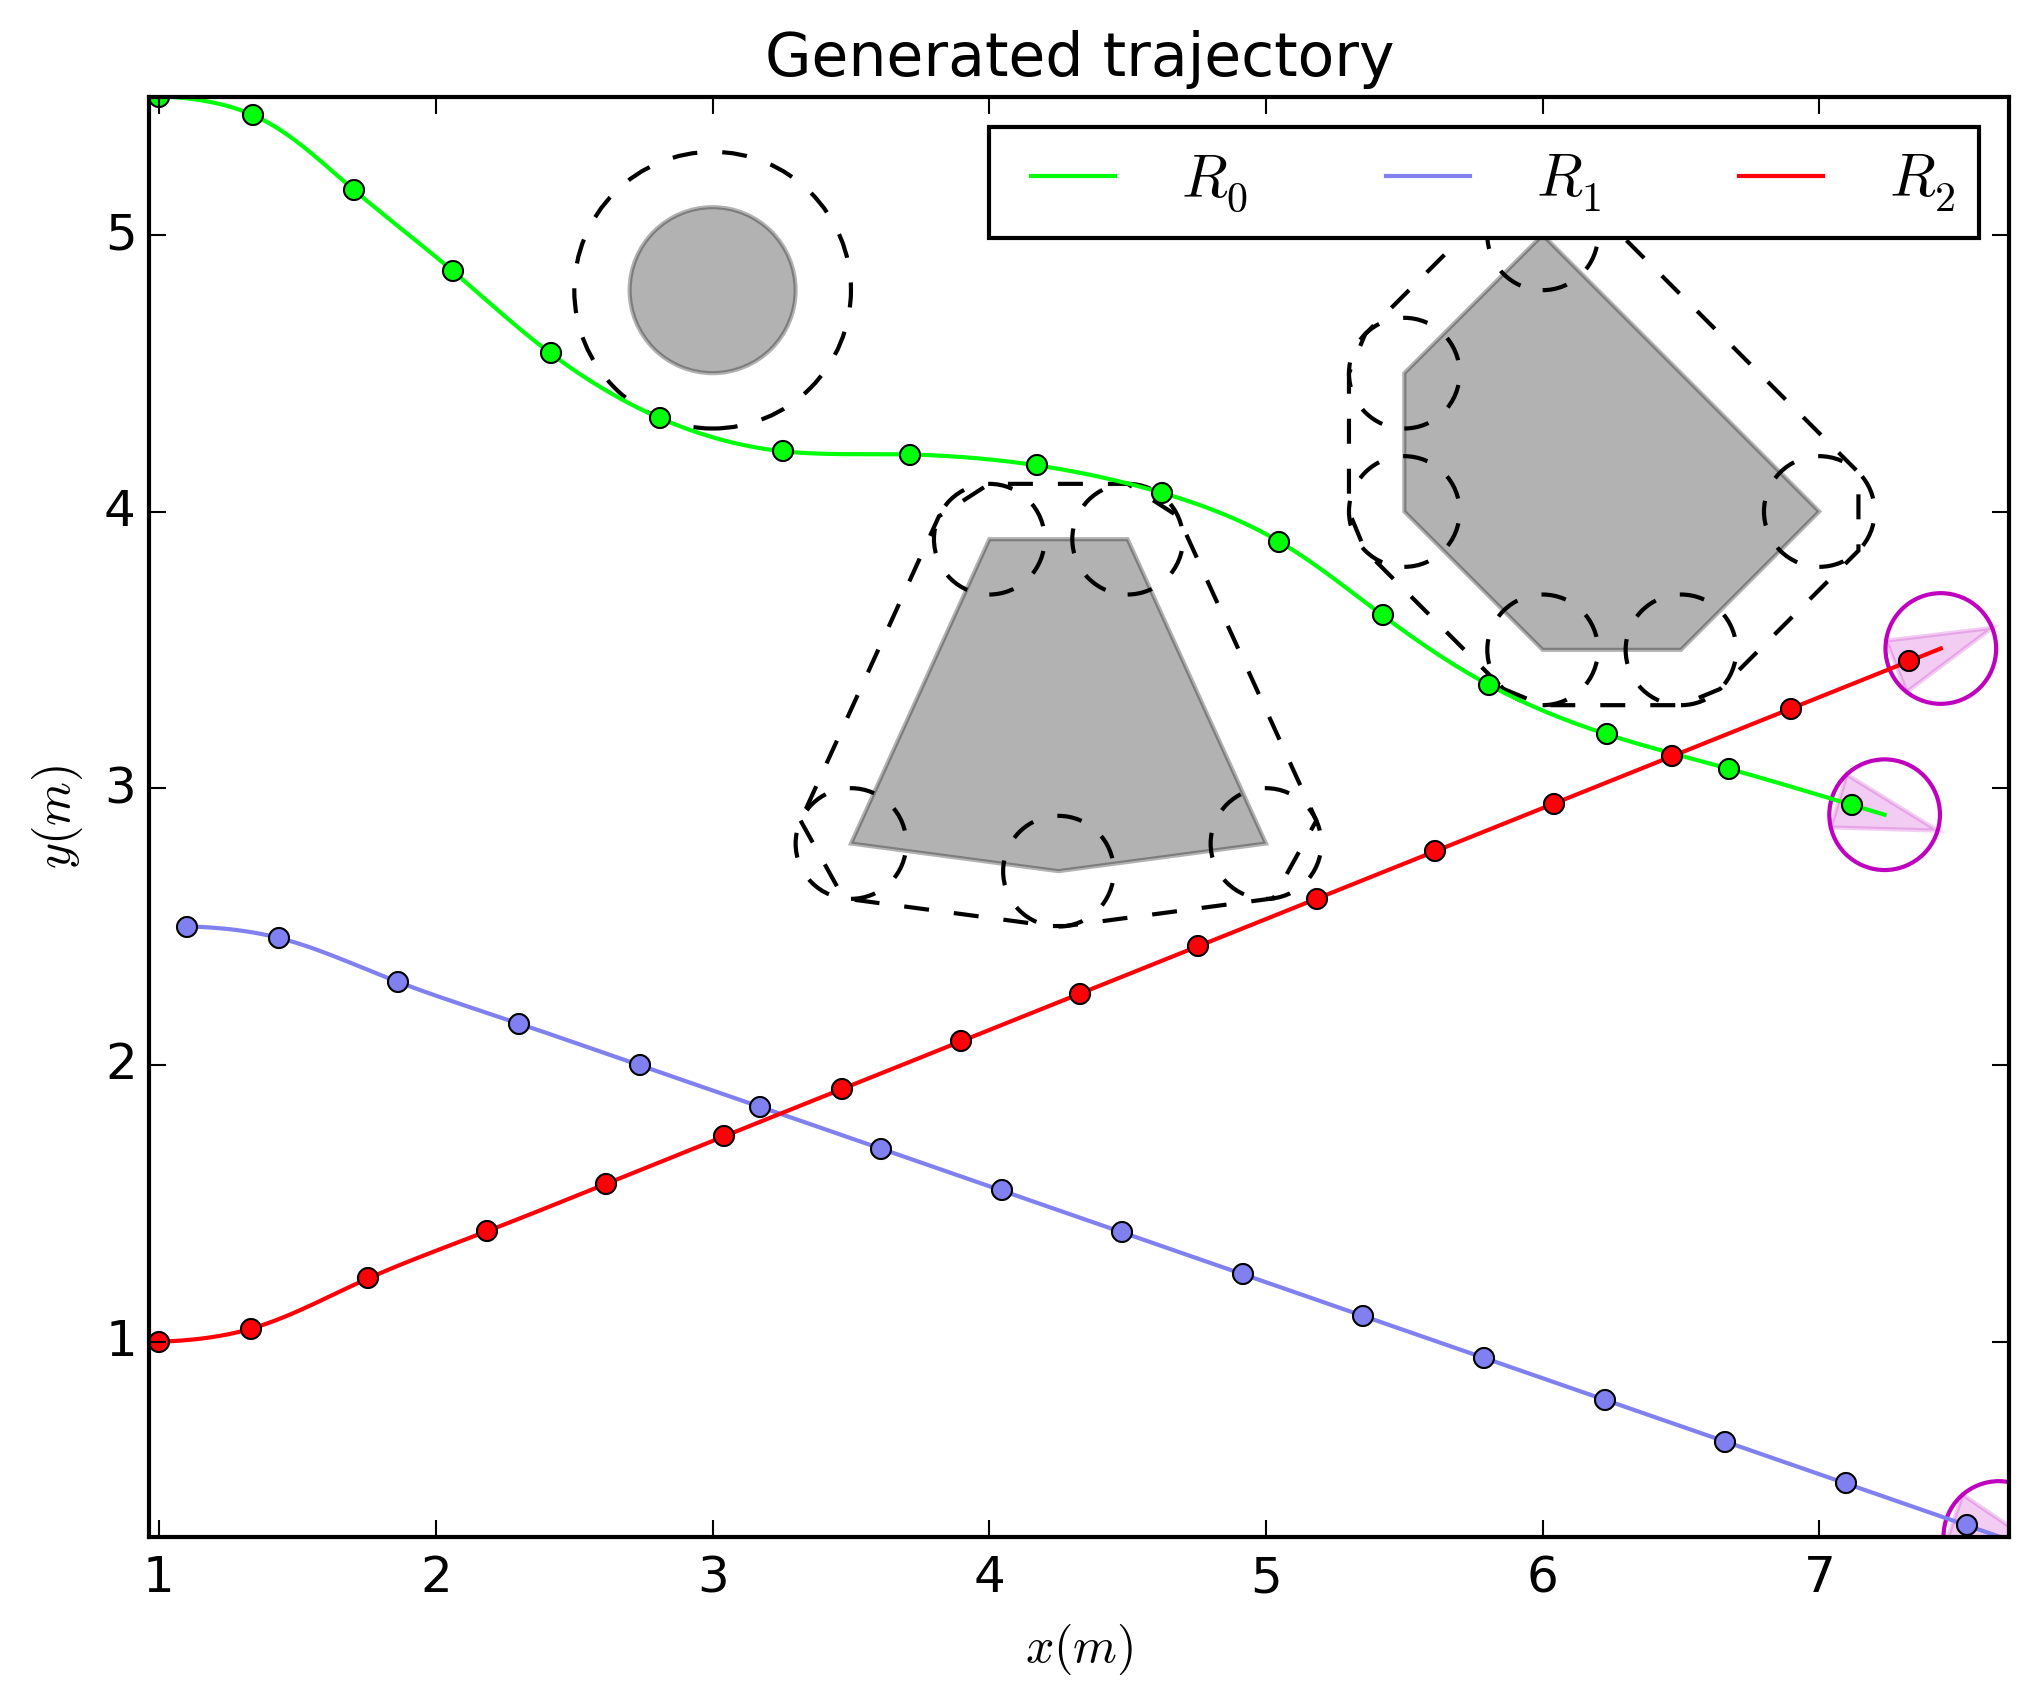 Generated trajectory
R₀ R₁ R₂
5
4
3
2
1
y(m)
1 2 3 4 5 6 7
x(m)